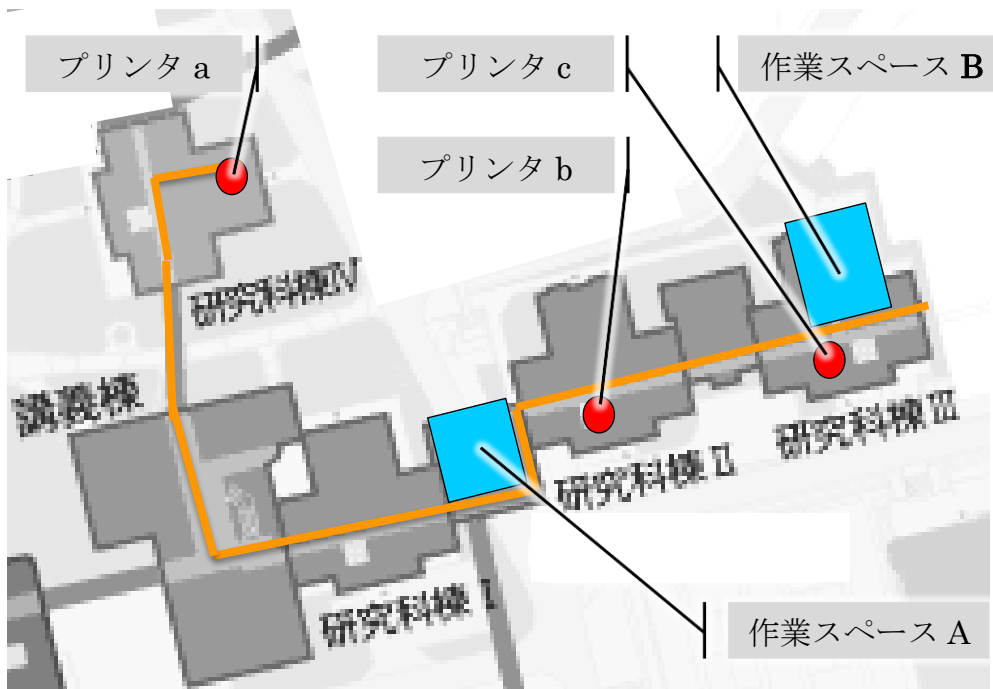 プリンタ a
プリンタ c
作業スペース B
プリンタ b
研究科棟Ⅳ
講義棟
研究科棟Ⅲ
研究科棟Ⅱ
研究科棟Ⅰ
作業スペース A